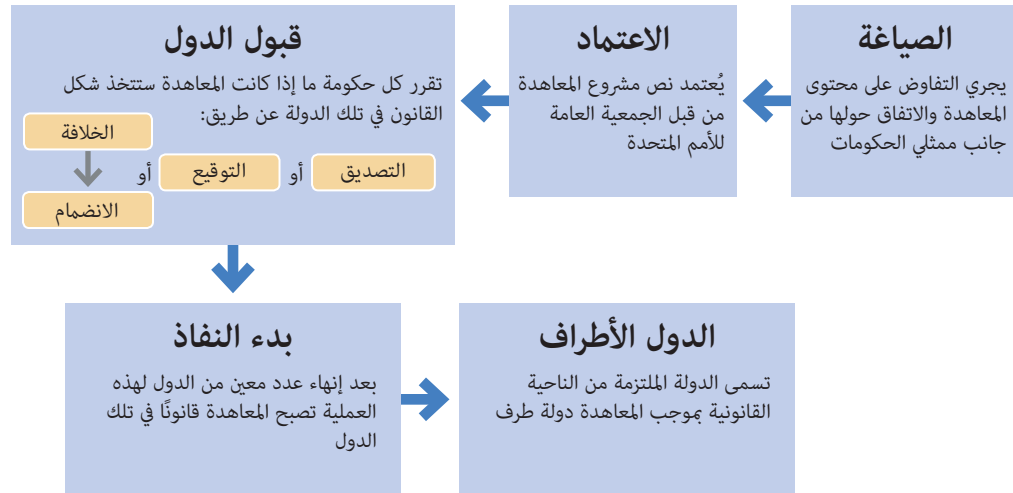 الصياغة
يجري التفاوض على محتوى
المعاهدة والاتفاق حولها من
جانب ممثلي الحكومات
الاعتماد
يُعتمد نص مشروع المعاهدة
من قبل الجمعية العامة
للأمم المتحدة
قبول الدول
تقرر كل حكومة ما إذا كانت المعاهدة ستتخذ شكل
القانون في تلك الدولة عن طريق:
التصديق أو التوقيع أو
الخلافة
الانضمام
بدء النفاذ
بعد إنهاء عدد معين من الدول لهذه
العملية تصبح المعاهدة قانونًا في تلك
الدول
الدول الأطراف
تسمى الدولة الملتزمة من الناحية
القانونية بموجب المعاهدة دولة طرف